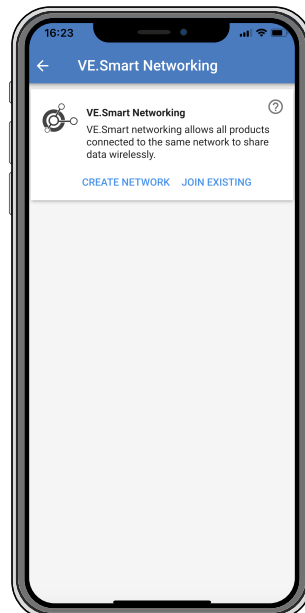 16:23
VE.Smart Networking
VE.Smart Networking
VE.Smart networking allows all products
connected to the same network to share
data wirelessly.
CREATE NETWORK JOIN EXISTING